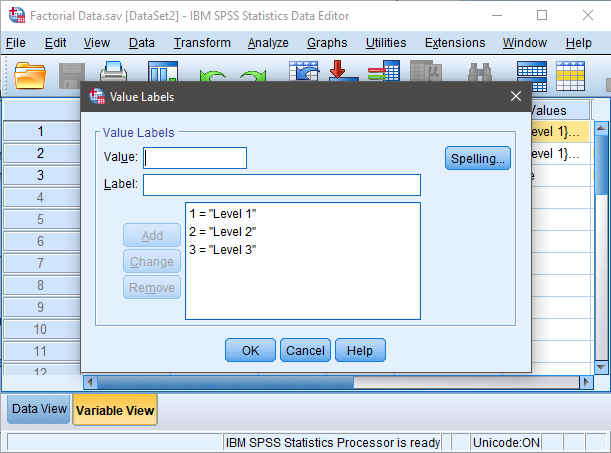 Factorial Data.sav [DataSet2] - IBM SPSS Statistics Data Editor
File Edit View Data Transform Analyze Graphs Utilities Extensions Window Help
Value Labels
Values
Value Labels
Value:
Spelling...
Label:
1 = "Level 1"
2 = "Level 2"
3 = "Level 3"
Add
Change
Remove
OK Cancel Help
1 evel 1}...
2 evel 1}...
3 e
4
5
6
7
8
9
10
11
12
Data View Variable View
IBM SPSS Statistics Processor is ready Unicode:ON